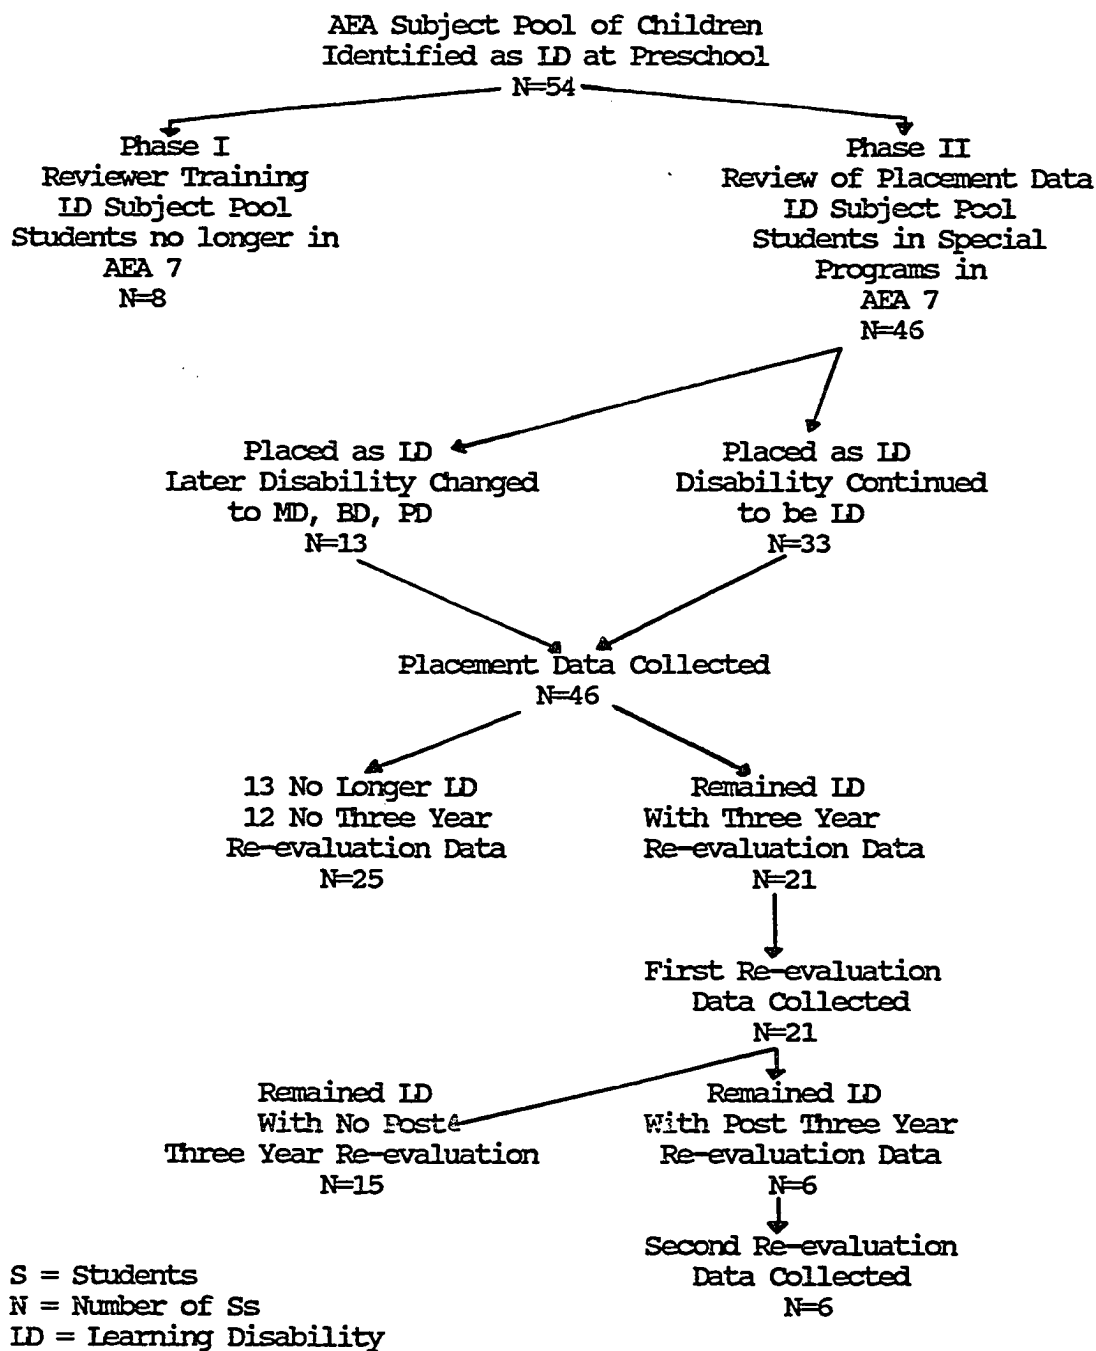 AEA Subject Pool of Children
Identified as LD at Preschool
N=54
Phase I
Reviewer Training
LD Subject Pool
Students no longer in
AEA 7
N=8
Phase II
Review of Placement Data
LD Subject Pool
Students in Special
Programs in
AEA 7
N=46
Placed as LD
Later Disability Changed
to MD, BD, PD
N=13
Placed as LD
Disability Continued
to be LD
N=33
Placement Data Collected
N=46
13 No Longer LD
12 No Three Year
Re-evaluation Data
N=25
Remained LD
With Three Year
Re-evaluation Data
N=21
First Re-evaluation
Data Collected
N=21
Remained LD
With No Post
Three Year Re-evaluation
N=15
Remained LD
With Post Three Year
Re-evaluation Data
N=6
Second Re-evaluation
Data Collected
N=6
S = Students
N = Number of Ss
LD = Learning Disability